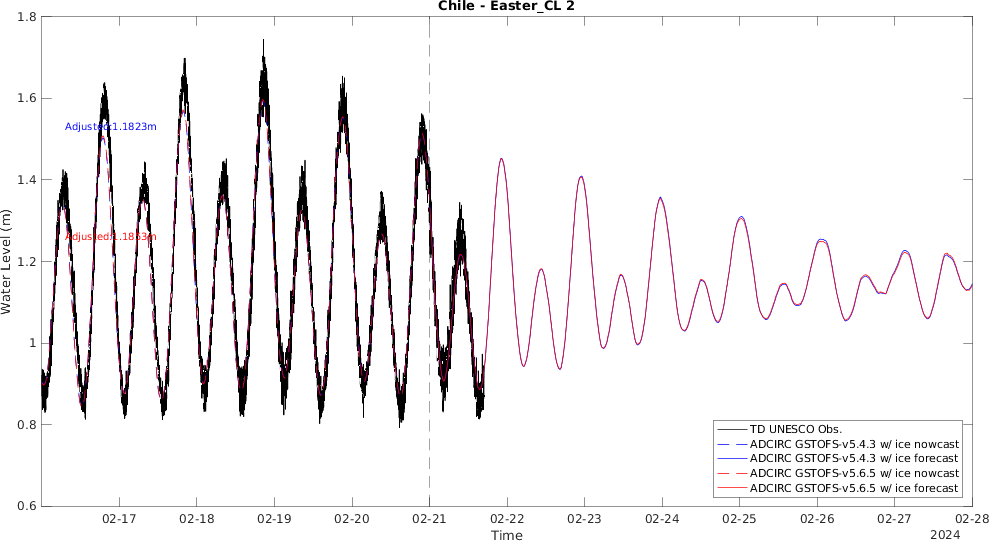 Chile - Easter_CL 2
1.8
1.6
1.4
1.2
1
0.8
0.6
Water Level (m)
Adjusted:1.1823m
Adjusted:1.1853m
TD UNESCO Obs.
ADCIRC GSTOFS-v5.4.3 w/ ice nowcast
ADCIRC GSTOFS-v5.4.3 w/ ice forecast
ADCIRC GSTOFS-v5.6.5 w/ ice nowcast
ADCIRC GSTOFS-v5.6.5 w/ ice forecast
02-17 02-18 02-19 02-20 02-21 02-22 02-23 02-24 02-25 02-26 02-27 02-28
Time
2024